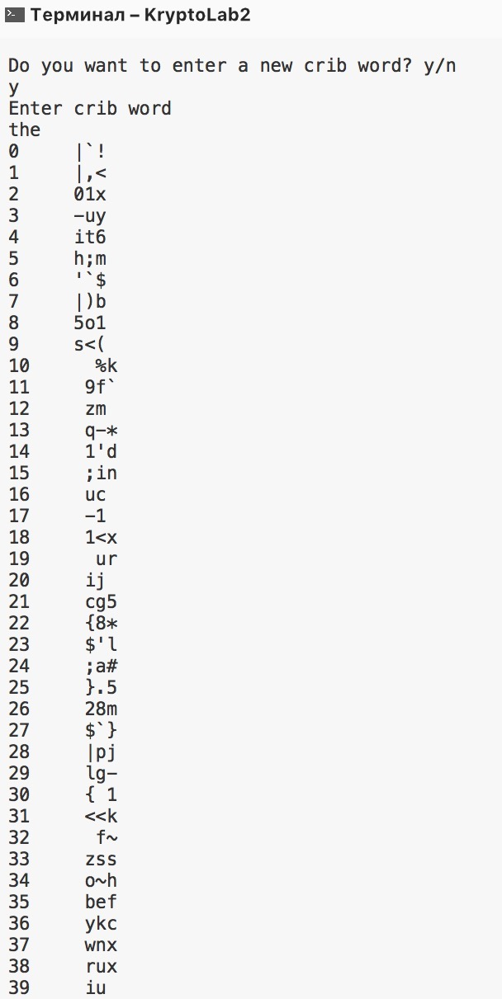 Терминал – KryptoLab2
Do you want to enter a new crib word? y/n
y
Enter crib word
the
0     |`!
1     |,<
2     01x
3     -uy
4     it6
5     h;m
6     '`$
7     |)b
8     5o1
9     s<(
10      %k
11     9f`
12     zm
13     q-*
14     1'd
15     ;in
16     uc
17     -1
18     1<x
19      ur
20     ij
21     cg5
22     {8*
23     $'l
24     ;a#
25     }.5
26     28m
27     $`}
28     |pj
29     lg-
30     { 1
31     <<k
32      f~
33     zss
34     o~h
35     bef
36     ykc
37     wnx
38     rux
39     iu